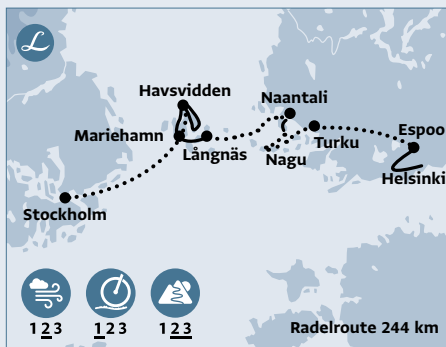 L
Havsvidden
Naantali
Mariehamn
Espoo
Långnäs
Turku
Nagu
Helsinki
Stockholm
1 2 3
1 2 3
1 2 3
Radelroute 244 km